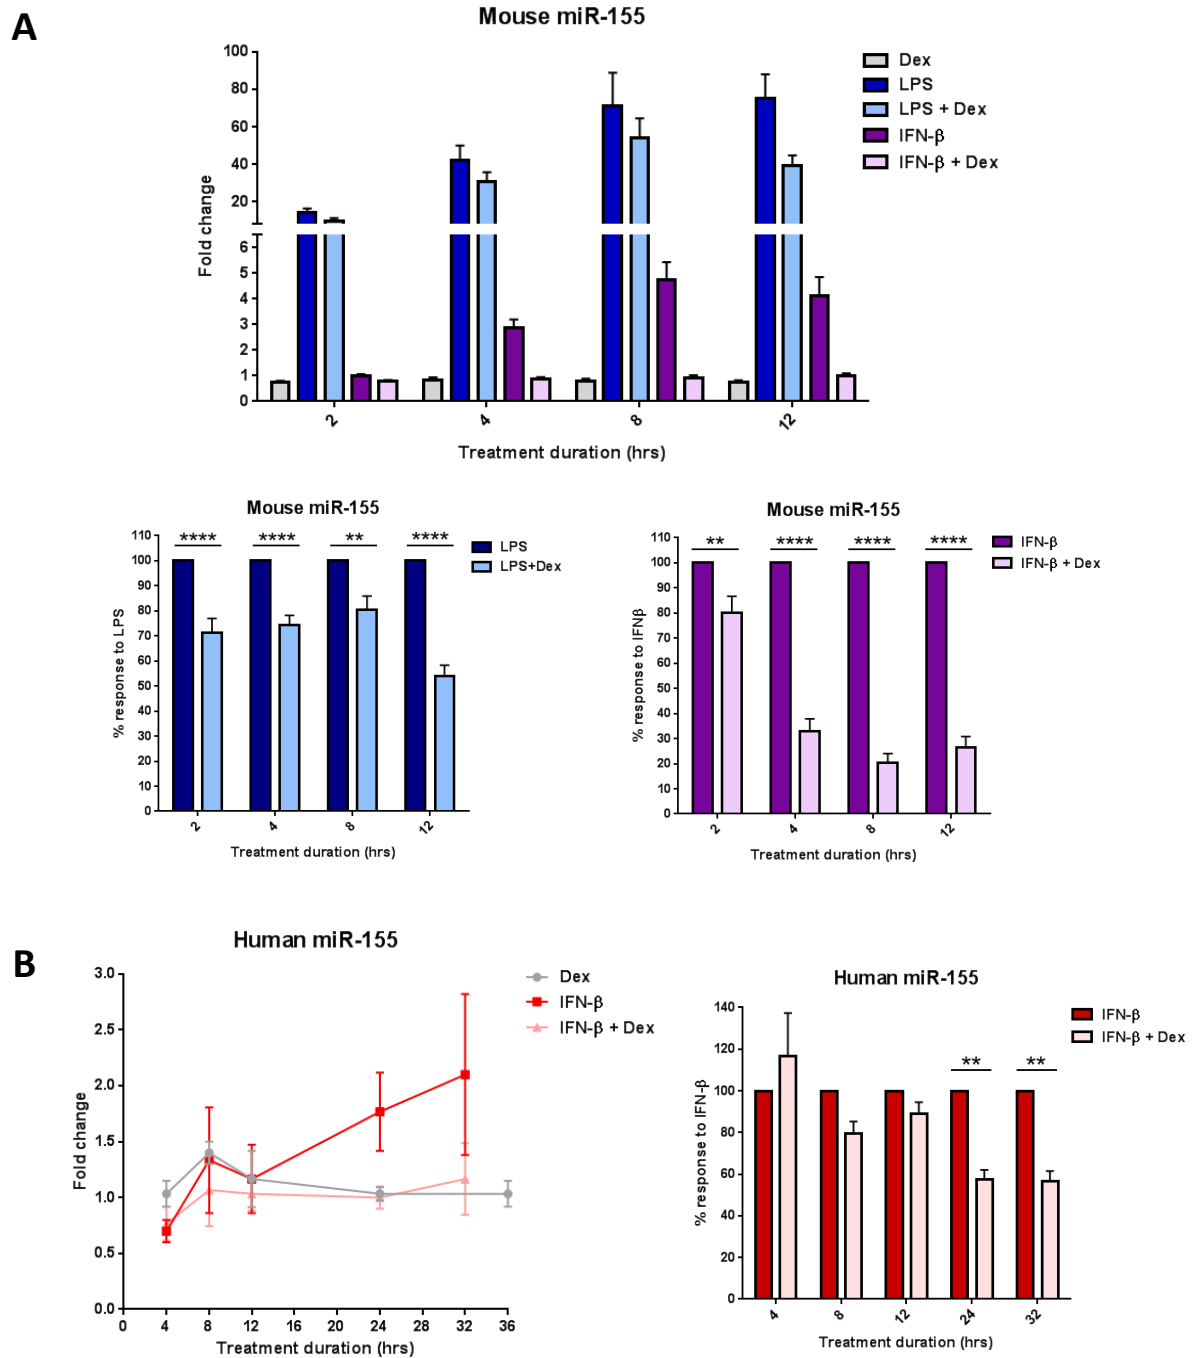 A
Mouse miR-155
Fold change
100
80
60
40
20
6
5
4
3
2
1
0
2
4
8
12
Treatment duration (hrs)
Dex
LPS
LPS + Dex
IFN-β
IFN-β + Dex
Mouse miR-155
% response to LPS
110
100
90
80
70
60
50
40
30
20
10
0
**** **** ** ****
2
4
8
12
Treatment duration (hrs)
LPS
LPS+Dex
Mouse miR-155
% response to IFNβ
110
100
90
80
70
60
50
40
30
20
10
0
** **** **** ****
2
4
8
12
Treatment duration (hrs)
IFN-β
IFN-β + Dex
B
Human miR-155
Fold change
3.0
2.5
2.0
1.5
1.0
0.5
0.0
0 4 8 12 16 20 24 28 32 36
Treatment duration (hrs)
Dex
IFN-β
IFN-β + Dex
Human miR-155
% response to IFN-β
140
120
100
80
60
40
20
0
** **
4
8
12
24
32
Treatment duration (hrs)
IFN-β
IFN-β + Dex